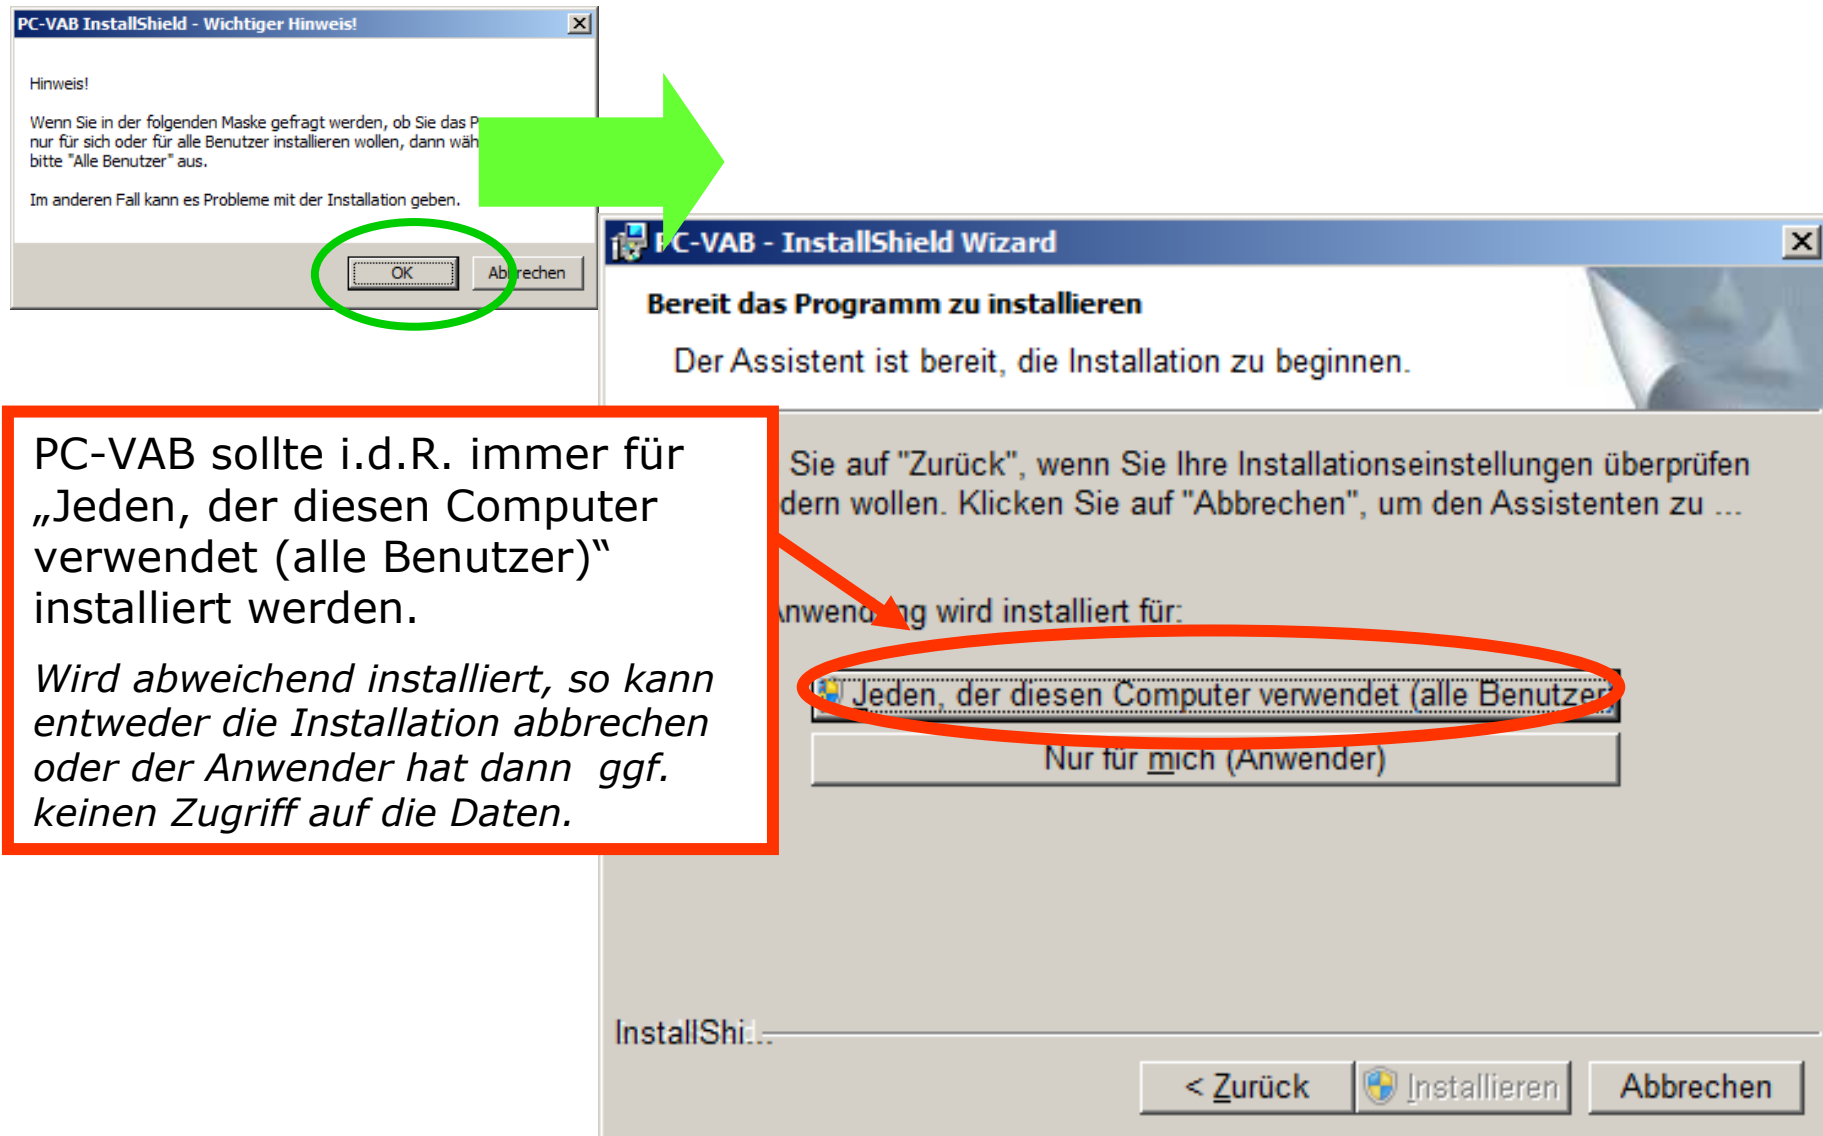 PC-VAB InstallShield - Wichtiger Hinweis!
Hinweis!
Wenn Sie in der folgenden Maske gefragt werden, ob Sie das
nur für sich oder für alle Benutzer installieren wollen, dann
bitte "Alle Benutzer" aus.
Im anderen Fall kann es Probleme mit der Installation geben.
OK
Abbrechen
PC-VAB - InstallShield Wizard
Bereit das Programm zu installieren
Der Assistent ist bereit, die Installation zu beginnen.
Sie auf "Zurück", wenn Sie Ihre Installationseinstellungen überprüfen
wollen. Klicken Sie auf "Abbrechen", um den Assistenten zu ...
PC-VAB sollte i.d.R. immer für
„Jeden, der diesen Computer
verwendet (alle Benutzer)“
installiert werden.
Wird abweichend installiert, so kann
entweder die Installation abbrechen
oder der Anwender hat dann ggf.
keinen Zugriff auf die Daten.
Anwendung wird installiert für:
Jeden, der diesen Computer verwendet (alle Benutzer)
Nur für mich (Anwender)
InstallShi...
< Zurück
Installieren
Abbrechen